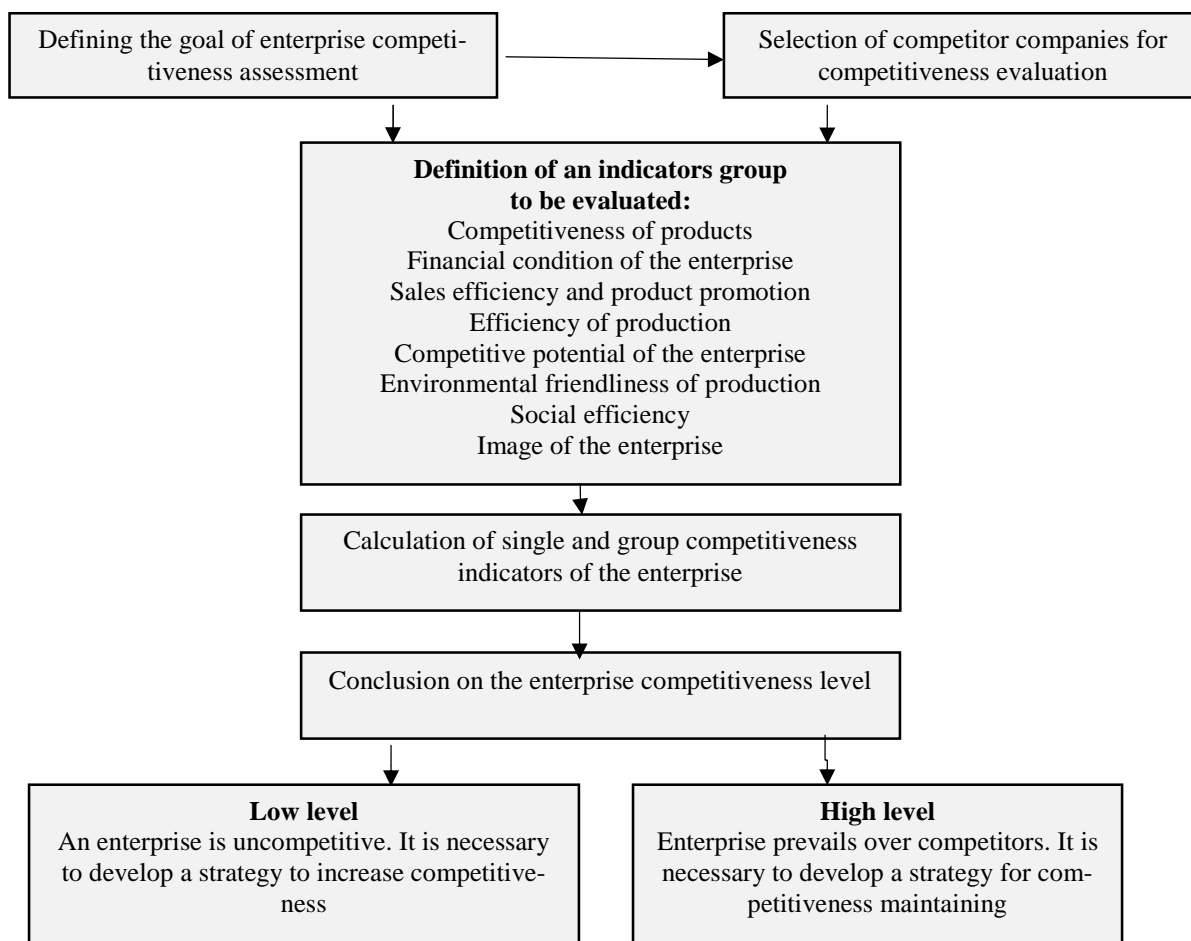 Defining the goal of enterprise competi-
tiveness assessment
Selection of competitor companies for
competitiveness evaluation
Definition of an indicators group
to be evaluated:
Competitiveness of products
Financial condition of the enterprise
Sales efficiency and product promotion
Efficiency of production
Competitive potential of the enterprise
Environmental friendliness of production
Social efficiency
Image of the enterprise
Calculation of single and group competitiveness
indicators of the enterprise
Conclusion on the enterprise competitiveness level
Low level
An enterprise is uncompetitive. It is necessary
to develop a strategy to increase competitive-
ness
High level
Enterprise prevails over competitors. It is
necessary to develop a strategy for com-
petitiveness maintaining